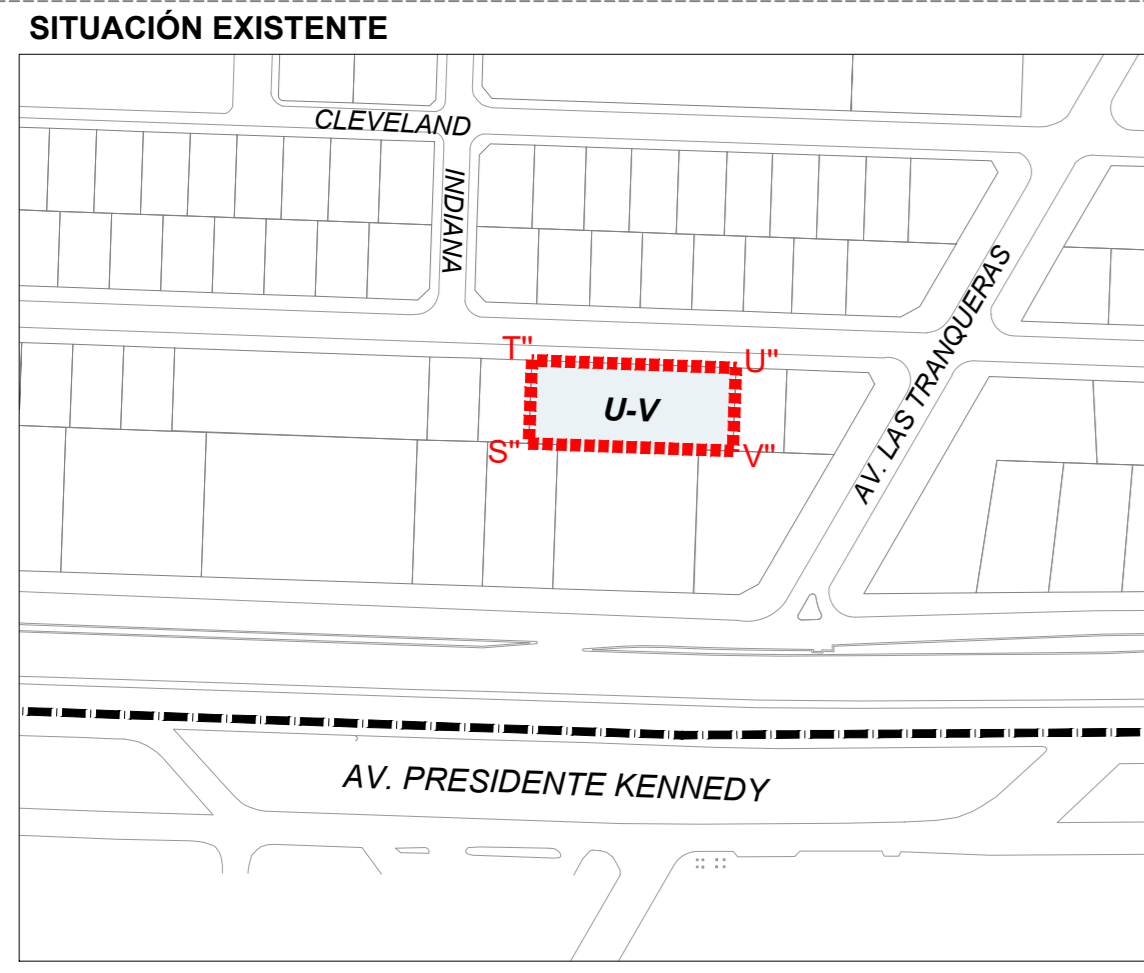 SITUACIÓN EXISTENTE
CLEVELAND
INDIANA
AV. LAS TRANQUERAS
T"
U"
U-V
S"
V"
AV. PRESIDENTE KENNEDY